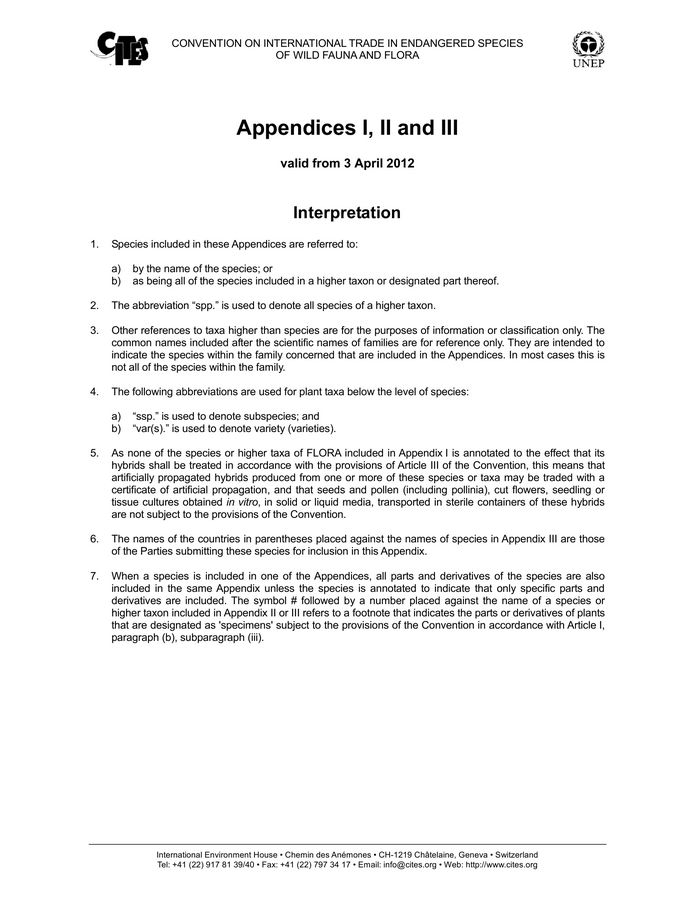 CITES
CONVENTION ON INTERNATIONAL TRADE IN ENDANGERED SPECIES
OF WILD FAUNA AND FLORA
UNEP
Appendices I, II and III
valid from 3 April 2012
Interpretation
1. Species included in these Appendices are referred to:
a) by the name of the species; or
b) as being all of the species included in a higher taxon or designated part thereof.
2. The abbreviation “spp.” is used to denote all species of a higher taxon.
3. Other references to taxa higher than species are for the purposes of information or classification only. The
common names included after the scientific names of families are for reference only. They are intended to
indicate the species within the family concerned that are included in the Appendices. In most cases this is
not all of the species within the family.
4. The following abbreviations are used for plant taxa below the level of species:
a) “ssp.” is used to denote subspecies; and
b) “var(s).” is used to denote variety (varieties).
5. As none of the species or higher taxa of FLORA included in Appendix I is annotated to the effect that its
hybrids shall be treated in accordance with the provisions of Article III of the Convention, this means that
artificially propagated hybrids produced from one or more of these species or taxa may be traded with a
certificate of artificial propagation, and that seeds and pollen (including pollinia), cut flowers, seedling or
tissue cultures obtained in vitro, in solid or liquid media, transported in sterile containers of these hybrids
are not subject to the provisions of the Convention.
6. The names of the countries in parentheses placed against the names of species in Appendix III are those
of the Parties submitting these species for inclusion in this Appendix.
7. When a species is included in one of the Appendices, all parts and derivatives of the species are also
included in the same Appendix unless the species is annotated to indicate that only specific parts and
derivatives are included. The symbol # followed by a number placed against the name of a species or
higher taxon included in Appendix II or III refers to a footnote that indicates the parts or derivatives of plants
that are designated as 'specimens' subject to the provisions of the Convention in accordance with Article I,
paragraph (b), subparagraph (iii).
International Environment House • Chemin des Anémones • CH-1219 Châtelaine, Geneva • Switzerland
Tel: +41 (22) 917 81 39/40 • Fax: +41 (22) 797 34 17 • Email: info@cites.org • Web: http://www.cites.org